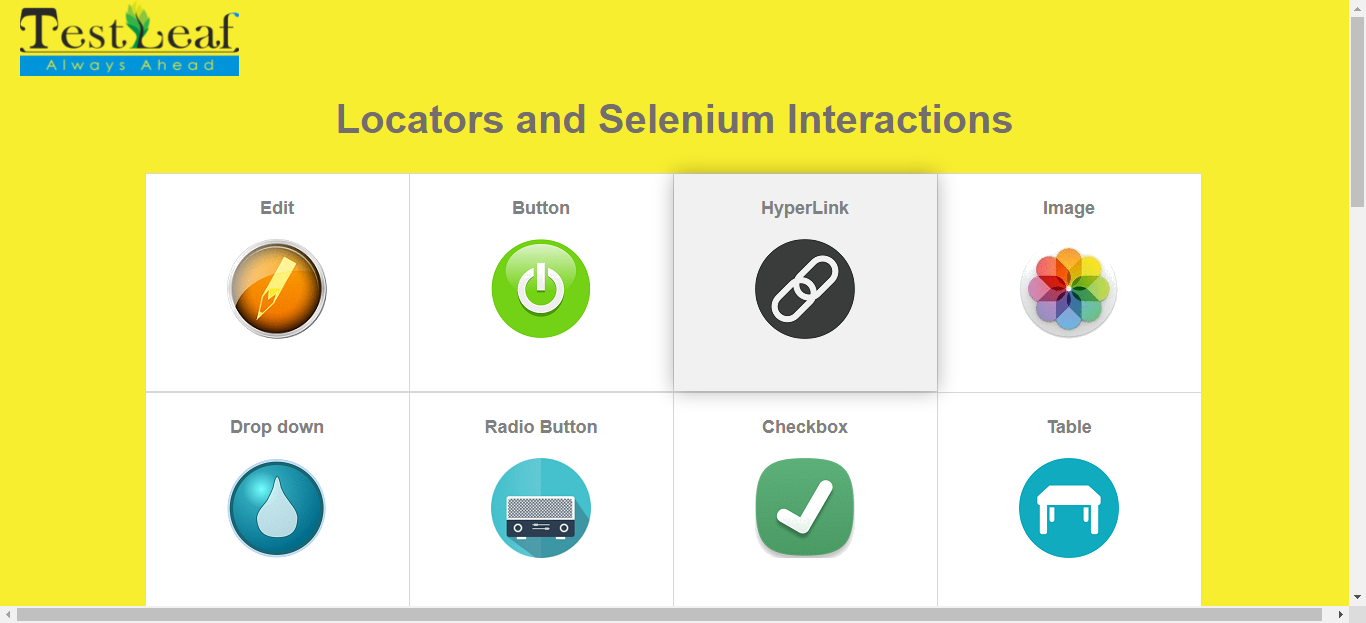 TestLeaf
Always Ahead
Locators and Selenium Interactions
Edit
Button
HyperLink
Image
Drop down
Radio Button
Checkbox
Table